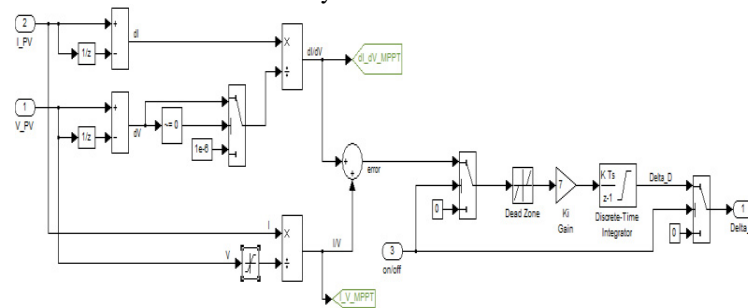 2
I_PV
1/z
+
-
dI
×
÷
dI/dV
dI_dV_MPPT
1
V_PV
1/z
+
-
dV
~= 0
1e-6
+
+
error
I
V
×
÷
I/V
I_V_MPPT
0
3
on/off
Dead Zone
7
Ki
Gain
K Ts
z-1
Discrete-Time
Integrator
Delta_D
0
1
Delta_